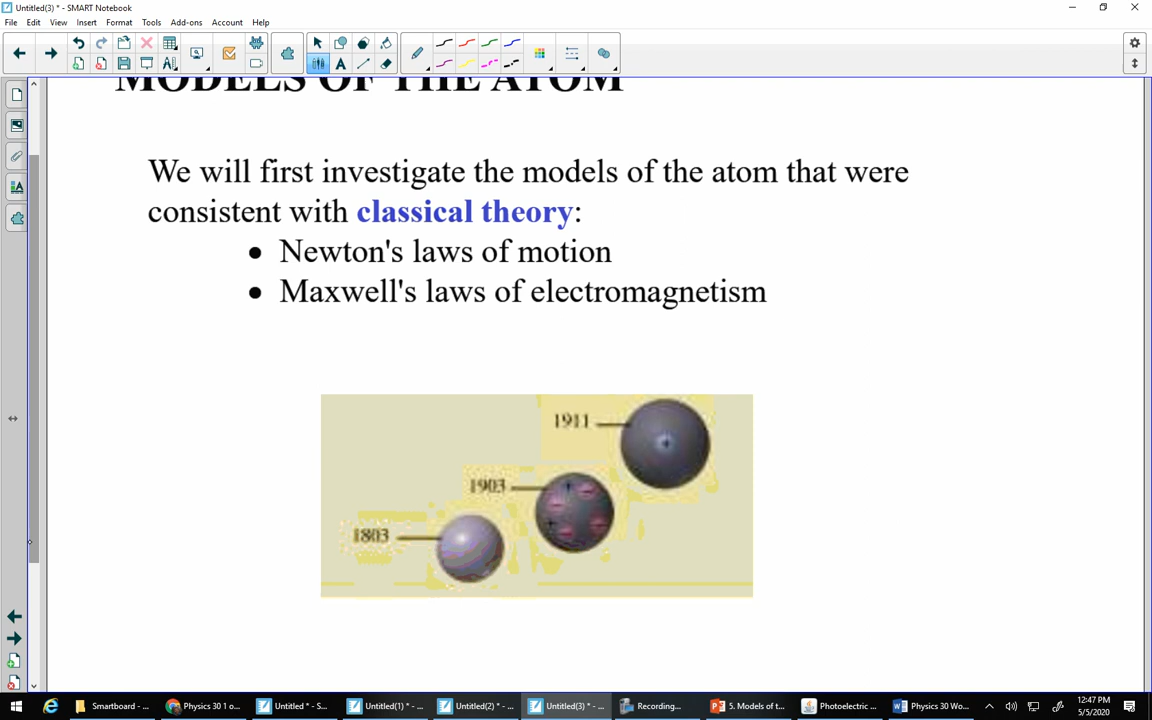 Untitled(3) * - SMART Notebook
File Edit View Insert Format Tools Add-ons Account Help
MODELS OF THE ATOM
We will first investigate the models of the atom that were
consistent with classical theory:
• Newton's laws of motion
• Maxwell's laws of electromagnetism
1911
1903
1803
Smartboard - ... Physics 30 1 o... Untitled * - S... Untitled(1) * - ... Untitled(2) * - ... Untitled(3) * - ... Recording... 5. Models of t... Photoelectric ... Physics 30 Wo... 12:47 PM
5/5/2020